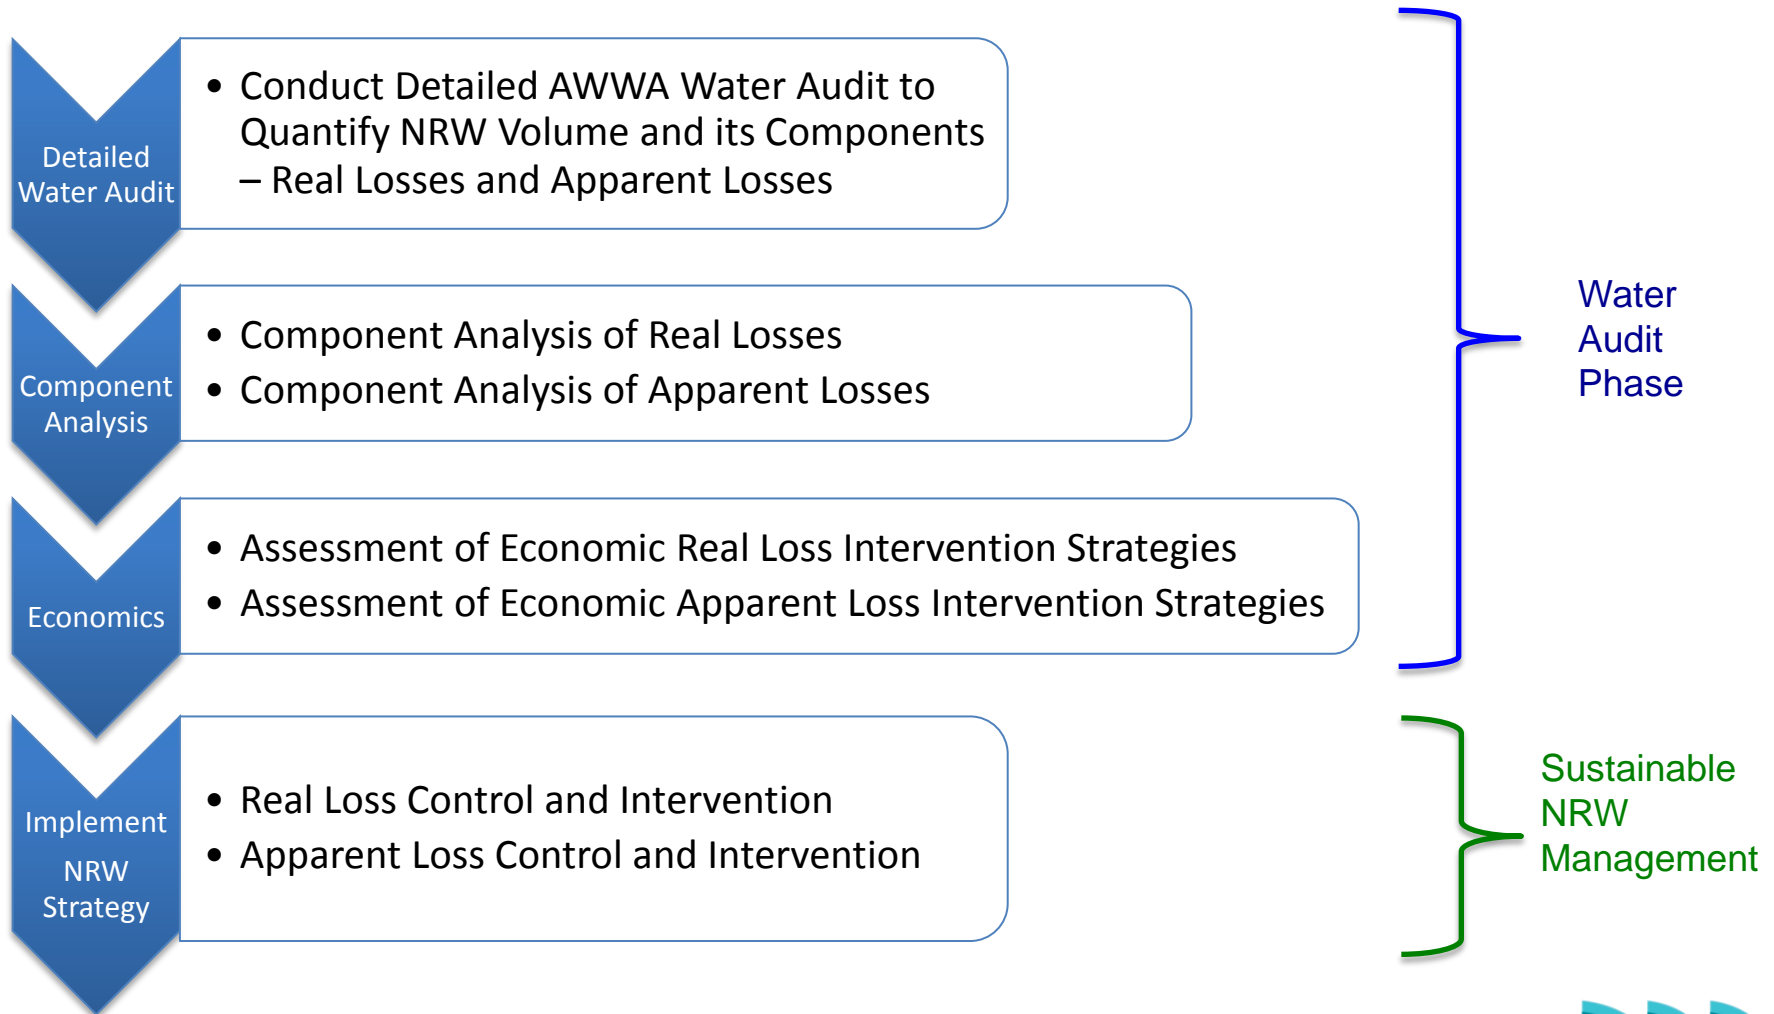 Detailed
Water Audit
• Conduct Detailed AWWA Water Audit to
Quantify NRW Volume and its Components
– Real Losses and Apparent Losses
Component
Analysis
• Component Analysis of Real Losses
• Component Analysis of Apparent Losses
Economics
• Assessment of Economic Real Loss Intervention Strategies
• Assessment of Economic Apparent Loss Intervention Strategies
Water
Audit
Phase
Implement
NRW
Strategy
• Real Loss Control and Intervention
• Apparent Loss Control and Intervention
Sustainable
NRW
Management